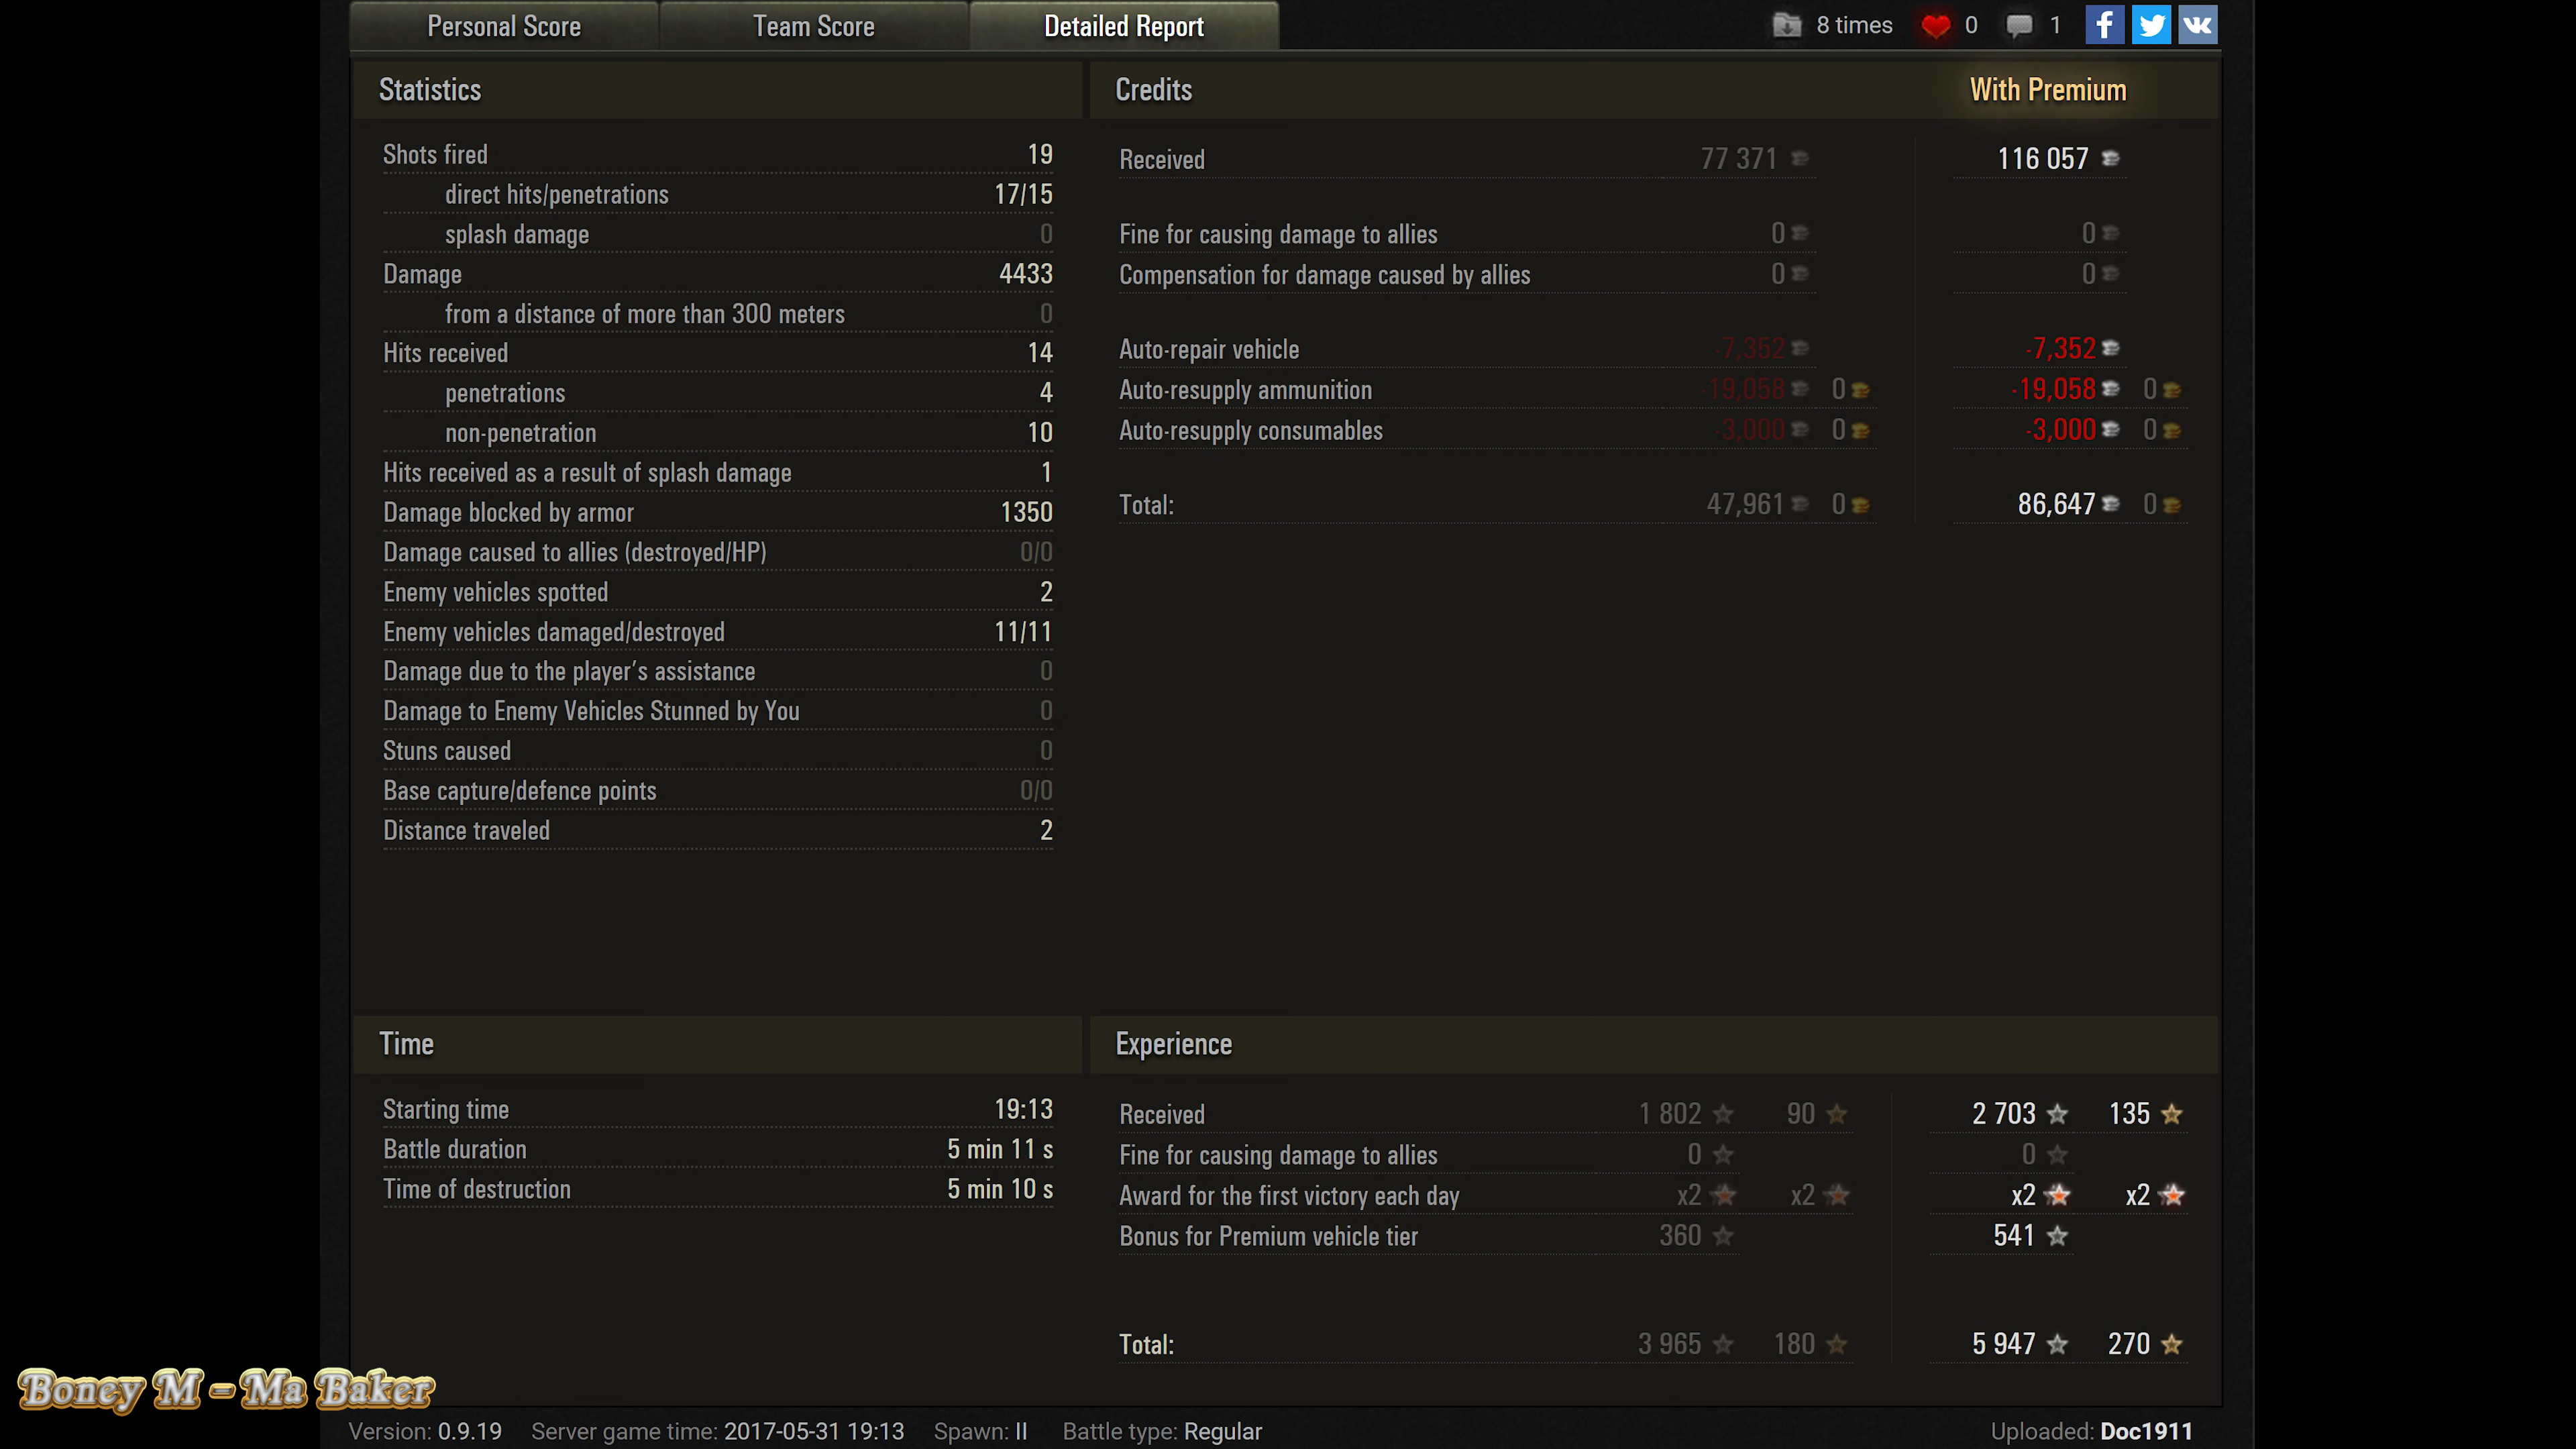 Personal Score Team Score Detailed Report 8 times 0 1
Statistics
Shots fired 19
direct hits/penetrations 17/15
splash damage 0
Damage 4433
from a distance of more than 300 meters 0
Hits received 14
penetrations 4
non-penetration 10
Hits received as a result of splash damage 1
Damage blocked by armor 1350
Damage caused to allies (destroyed/HP) 0/0
Enemy vehicles spotted 2
Enemy vehicles damaged/destroyed 11/11
Damage due to the player's assistance 0
Damage to Enemy Vehicles Stunned by You 0
Stuns caused 0
Base capture/defence points 0/0
Distance traveled 2
Credits With Premium
Received 77 371 116 057
Fine for causing damage to allies 0 0
Compensation for damage caused by allies 0 0
Auto-repair vehicle -7,352 -7,352
Auto-resupply ammunition -19,058 0 -19,058 0
Auto-resupply consumables -3,000 0 -3,000 0
Total: 47,961 0 86,647 0
Time
Starting time 19:13
Battle duration 5 min 11 s
Time of destruction 5 min 10 s
Experience
Received 1 802 90 2 703 135
Fine for causing damage to allies 0 0
Award for the first victory each day x2 x2 x2 x2
Bonus for Premium vehicle tier 360 541
Total: 3 965 180 5 947 270
Boney M - Ma Baker
Version: 0.9.19 Server game time: 2017-05-31 19:13 Spawn: II Battle type: Regular Uploaded: Doc1911